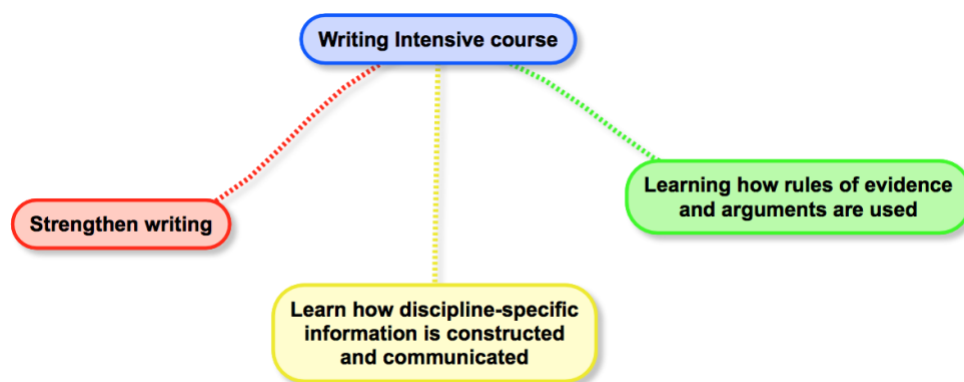 Writing Intensive course
Strengthen writing
Learning how rules of evidence
and arguments are used
Learn how discipline-specific
information is constructed
and communicated